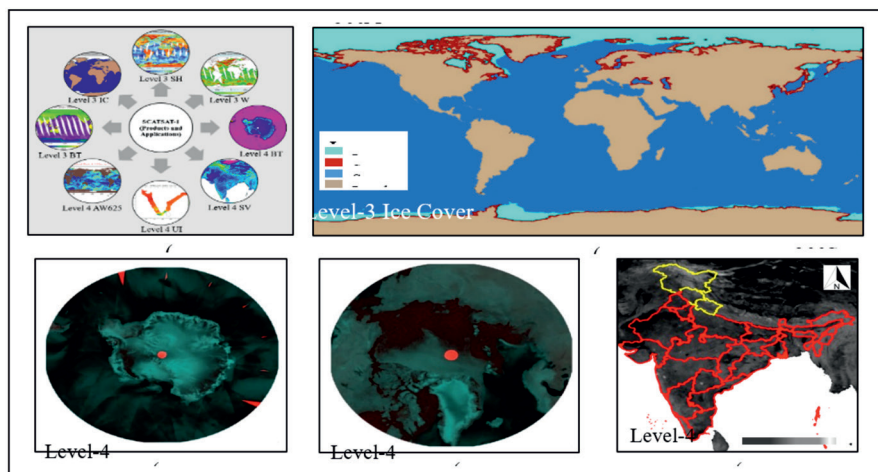 Level 3 SH
Level 3 IC
Level 3 W
SCATSAT-1
(Products and
Applications)
Level 3 BT
Level 4 BT
Level 4 AW625
Level 4 SV
Level 4 UI
Level-3 Ice Cover
Level-4
Level-4
Level-4
N